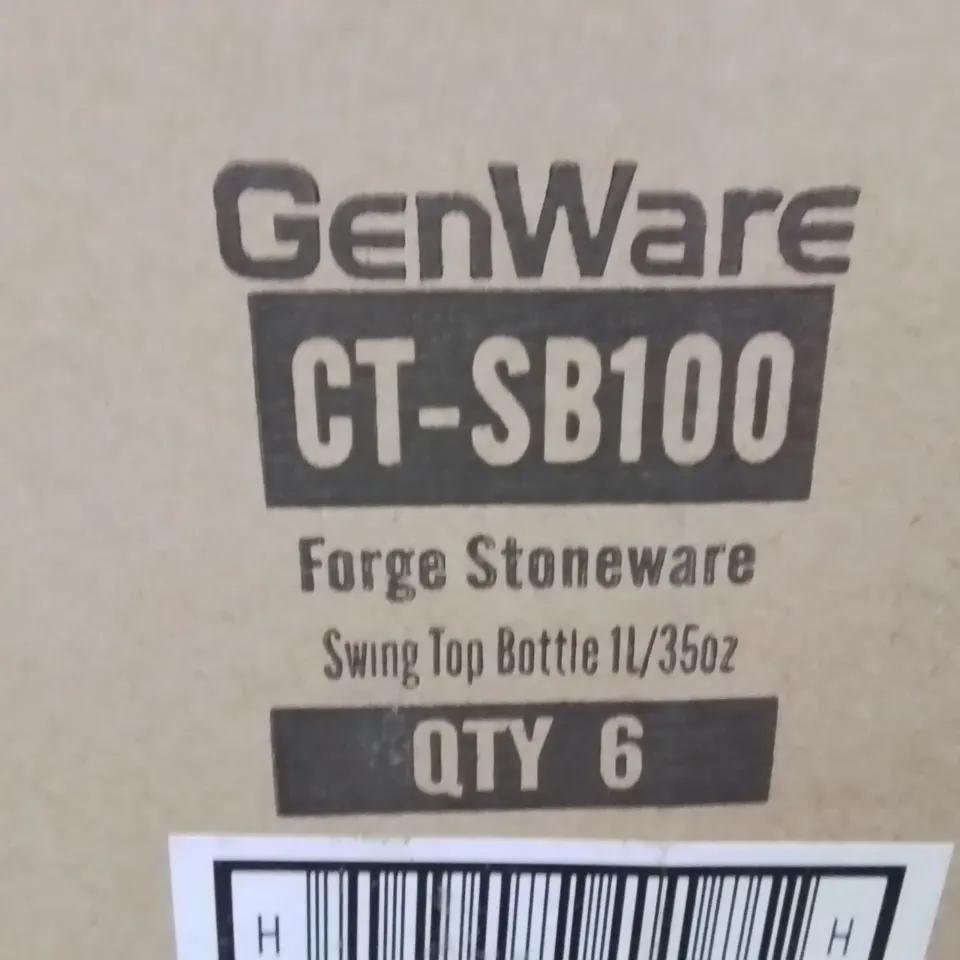 GenWare
CT-SB100
Forge Stoneware
Swing Top Bottle 1L/35oz
QTY 6
H H